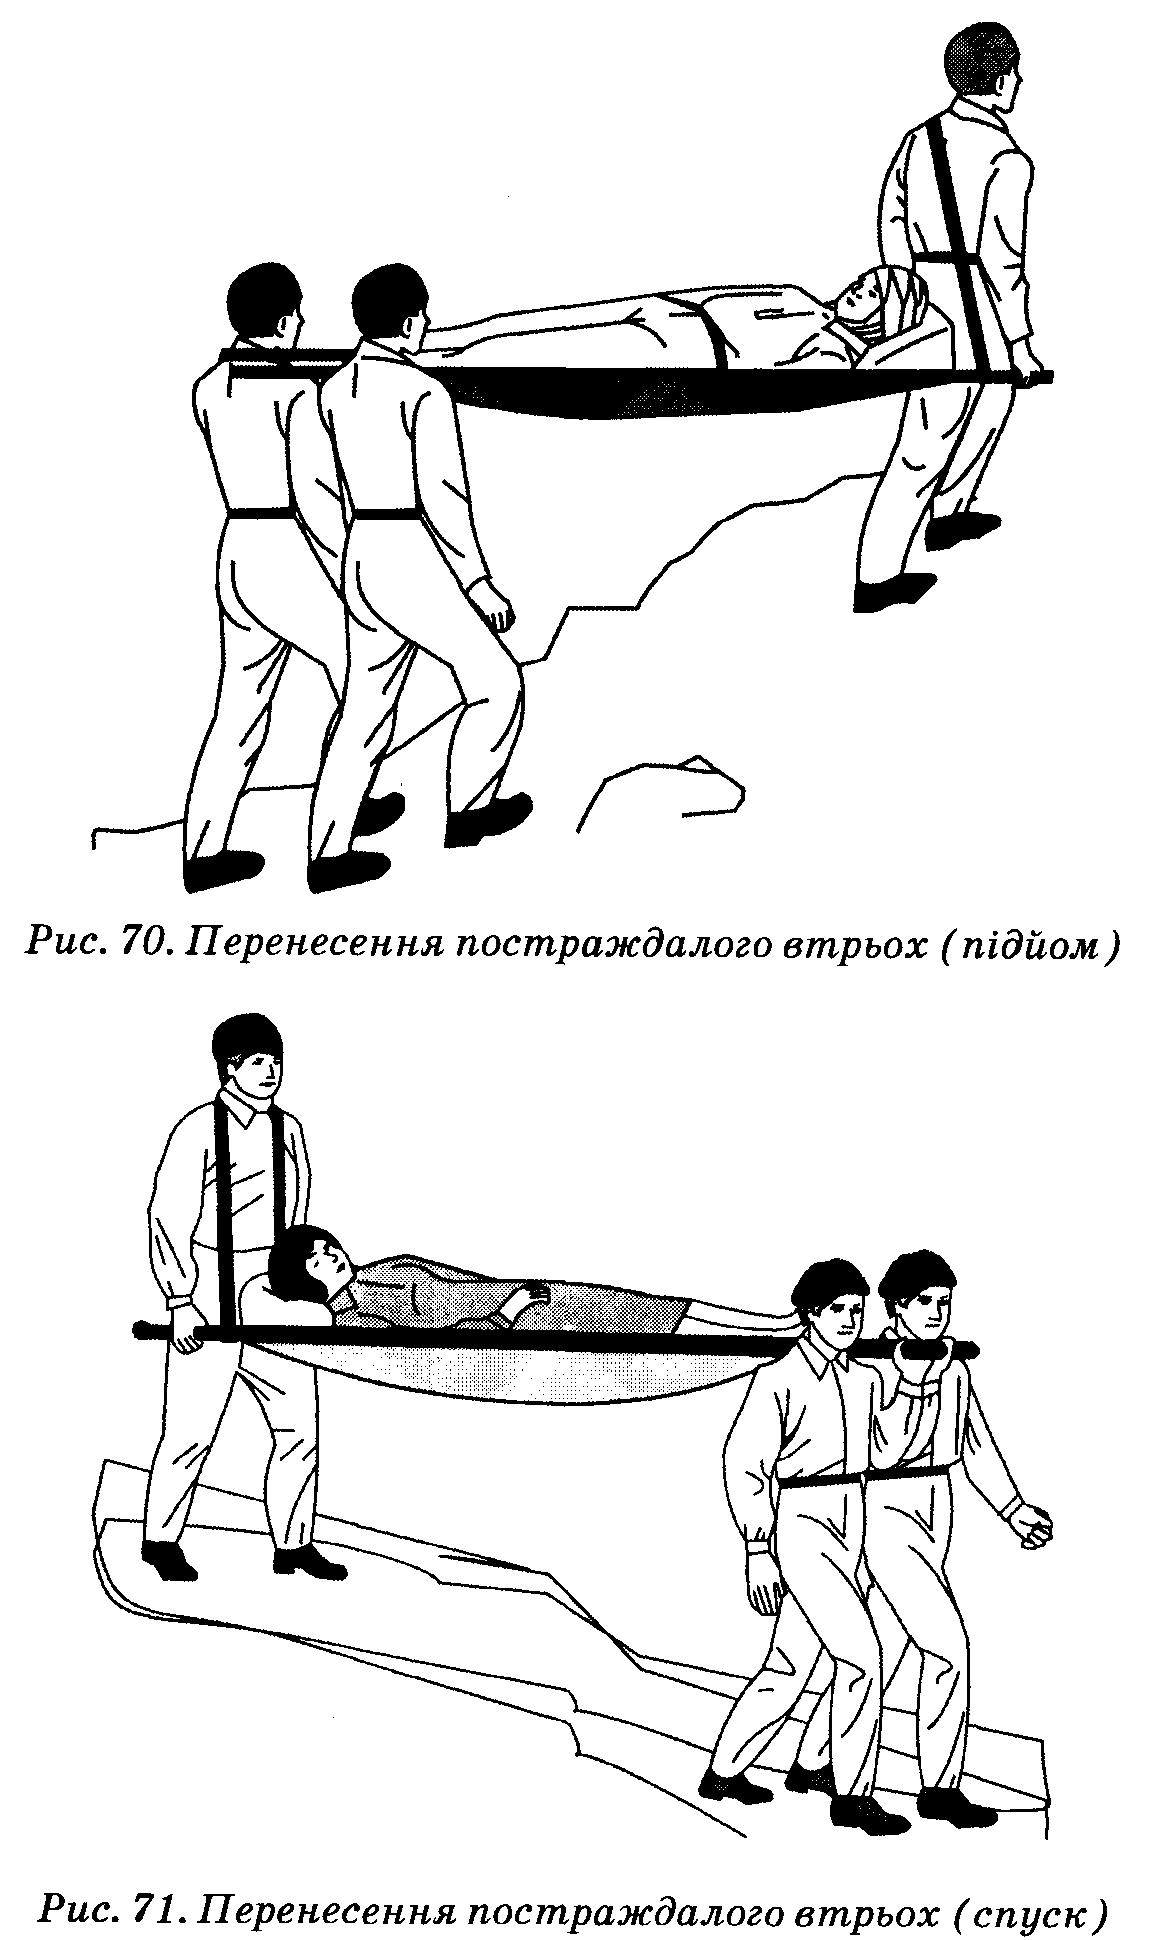 Рис. 70. Перенесення постраждалого втрьох (підйом)
Рис. 71. Перенесення постраждалого втрьох (спуск)